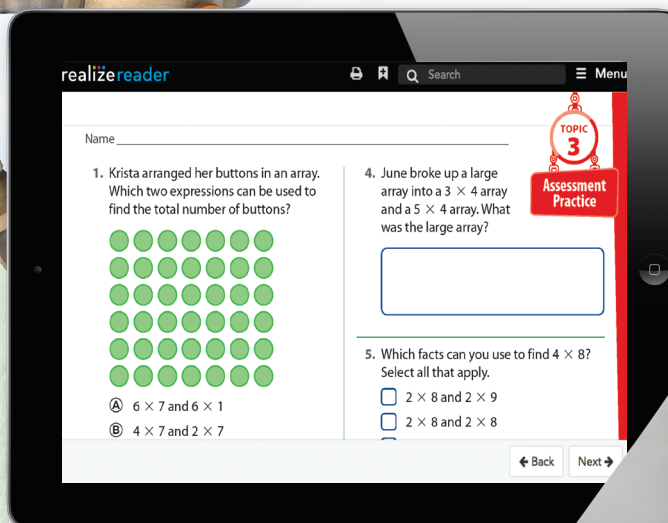 realizereader
Search
Menu
Name
TOPIC
3
Assessment
Practice
1. Krista arranged her buttons in an array.
Which two expressions can be used to
find the total number of buttons?
Ⓐ 6 × 7 and 6 × 1
Ⓑ 4 × 7 and 2 × 7
4. June broke up a large
array into a 3 × 4 array
and a 5 × 4 array. What
was the large array?
5. Which facts can you use to find 4 × 8?
Select all that apply.
2 × 8 and 2 × 9
2 × 8 and 2 × 8
Back
Next